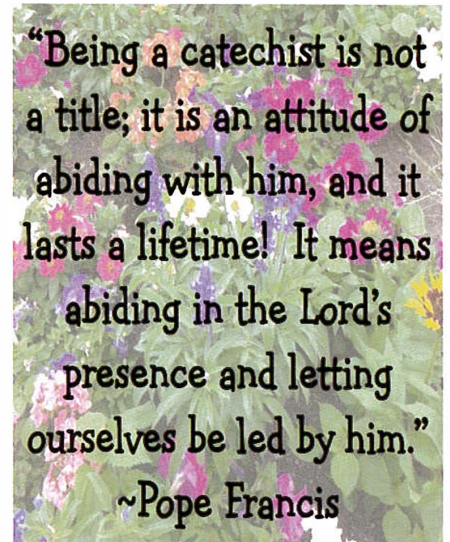 “Being a catechist is not
a title; it is an attitude of
abiding with him, and it
lasts a lifetime!  It means
abiding in the Lord’s
presence and letting
ourselves be led by him.”
~Pope Francis